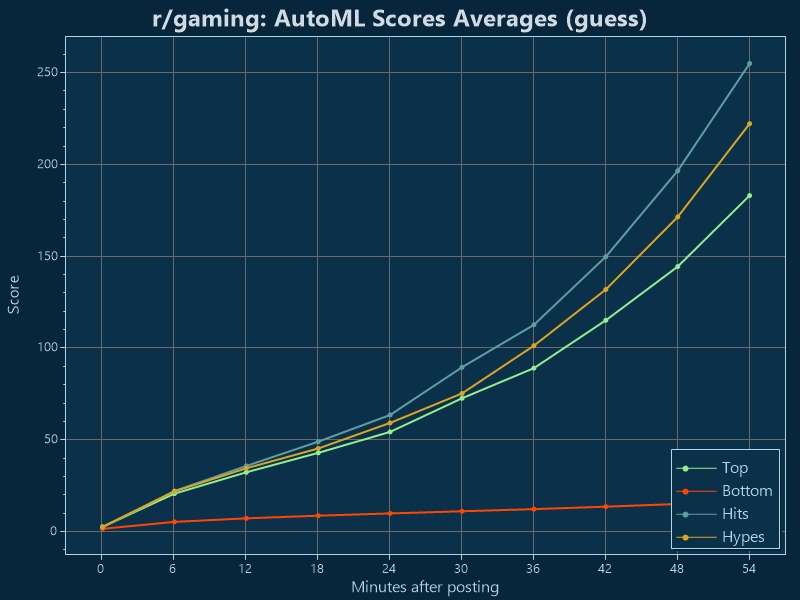 r/gaming: AutoML Scores Averages (guess)
250
200
150
100
50
0
Score
Top
Bottom
Hits
Hypes
0 6 12 18 24 30 36 42 48 54
Minutes after posting